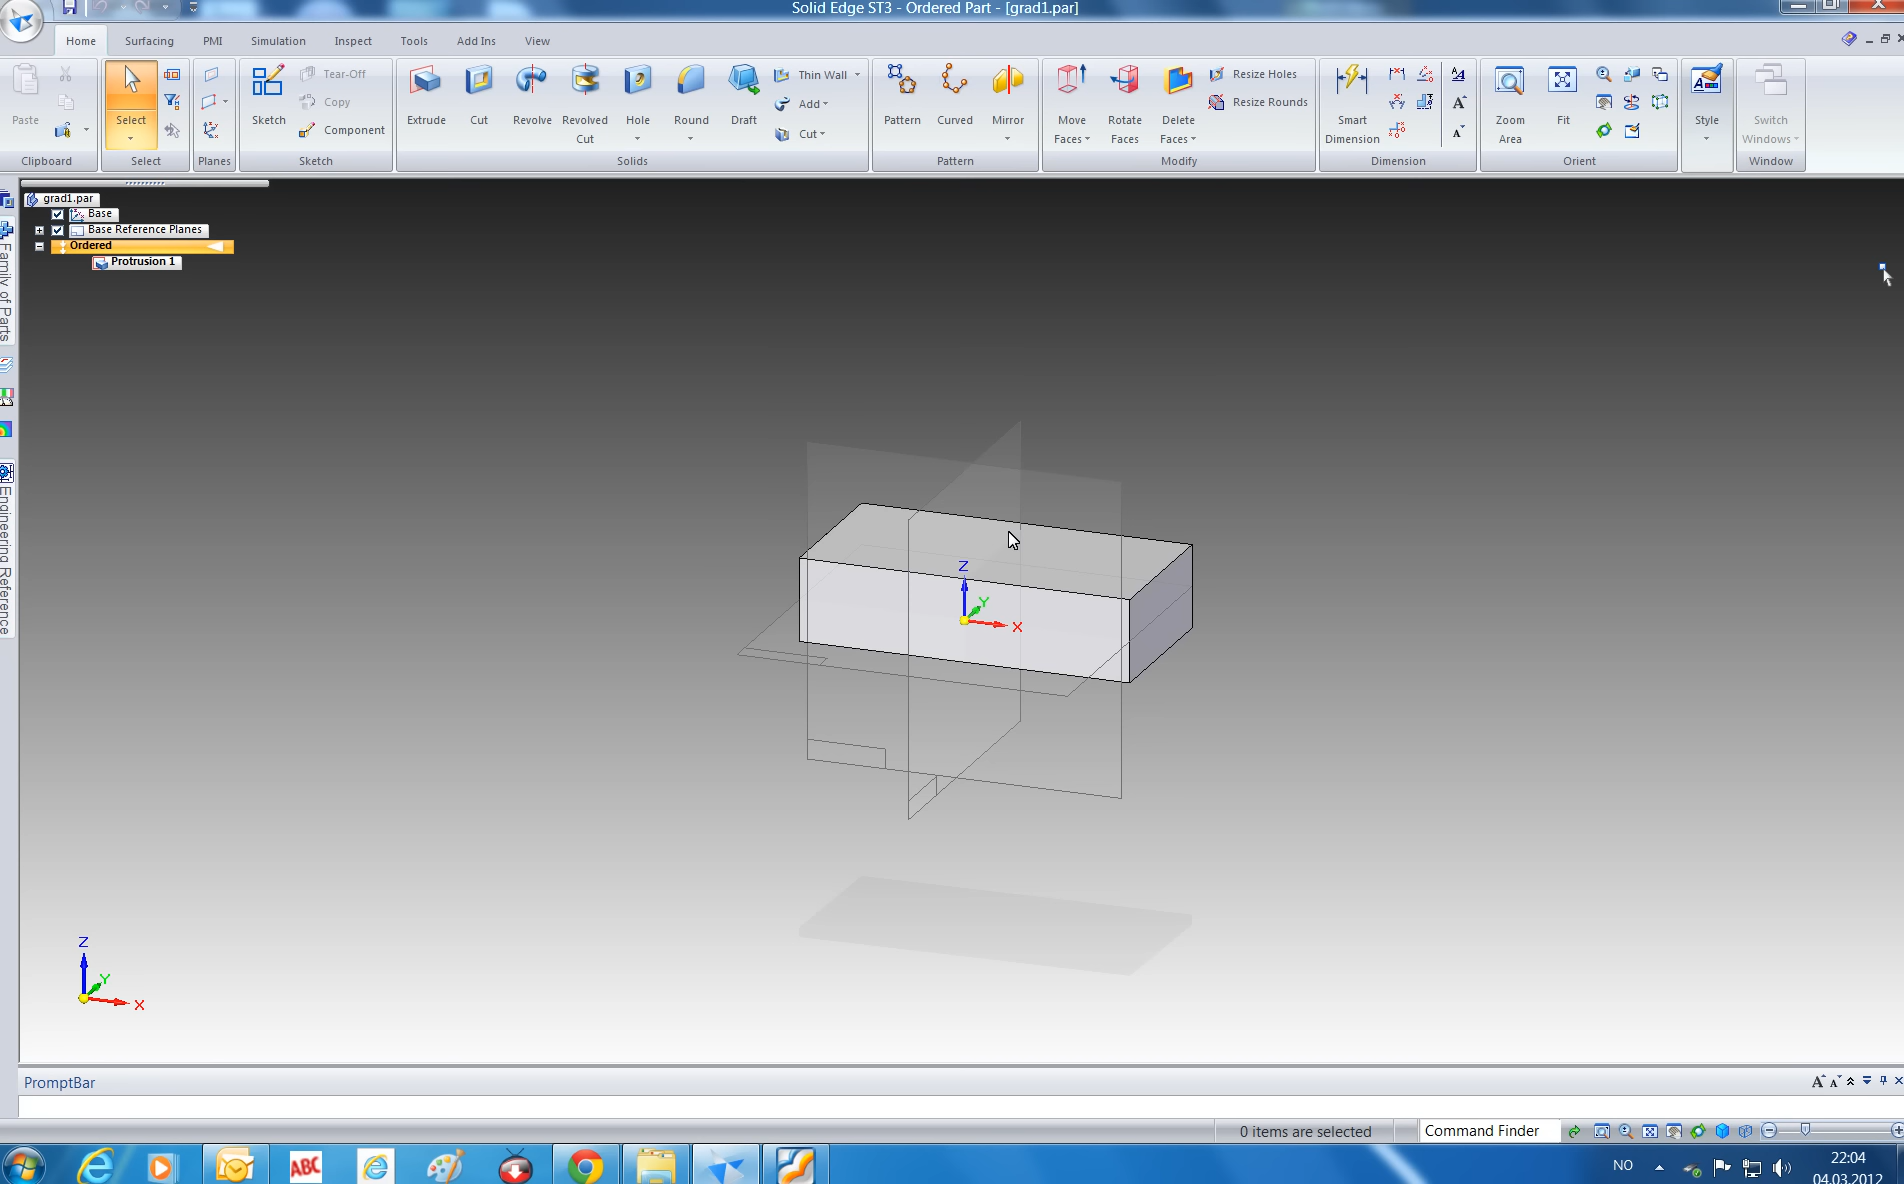 Solid Edge ST3 - Ordered Part - [grad1.par]
Home Surfacing PMI Simulation Inspect Tools Add Ins View
Paste
Clipboard
Select
Select
Planes
Sketch
Tear-Off
Copy
Component
Sketch
Extrude
Cut
Revolve
Revolved
Cut
Hole
Round
Draft
Thin Wall
Add
Cut
Solids
Pattern
Curved
Mirror
Pattern
Move
Faces
Rotate
Faces
Delete
Faces
Resize Holes
Resize Rounds
Modify
Smart
Dimension
A
A
A
Dimension
Zoom
Area
Fit
Orient
Style
Switch
Windows
Window
grad1.par
Base
Base Reference Planes
Ordered
Protrusion 1
Family of Parts
Engineering Reference
Z
Y
X
Z
Y
X
PromptBar
A A
0 items are selected
Command Finder
ABC
NO
22:04
04.03.2012